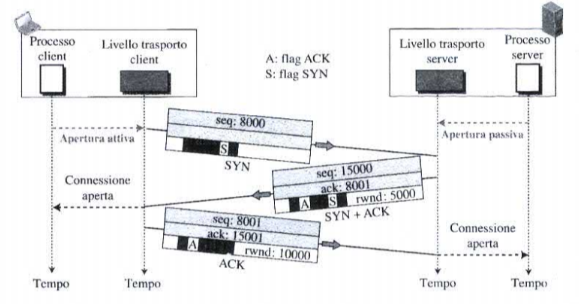 Processo
client
Livello trasporto
client
A: flag ACK
S: flag SYN
Livello trasporto
server
Processo
server
Apertura attiva
seq: 8000
S
SYN
Apertura passiva
seq: 15000
ack: 8001
A S rwnd: 5000
SYN + ACK
Connessione
aperta
seq: 8001
ack: 15001
A rwnd: 10000
ACK
Connessione
aperta
Tempo
Tempo
Tempo
Tempo